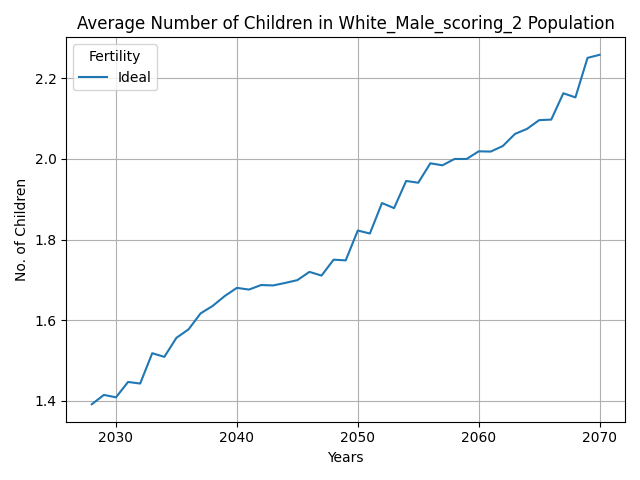 Average Number of Children in White_Male_scoring_2 Population
Fertility
Ideal
2.2
2.0
1.8
1.6
1.4
No. of Children
2030 2040 2050 2060 2070
Years